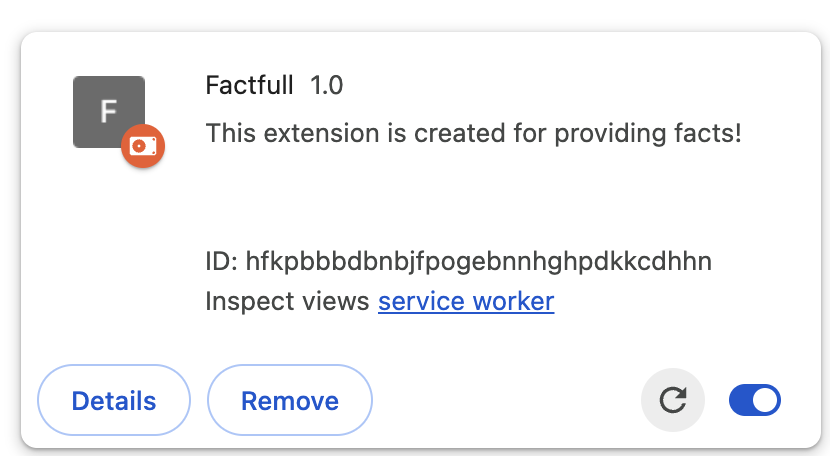 F
Factfull 1.0
This extension is created for providing facts!
ID: hfkpbbbdbnbjfpogebnnhghpdkkcdhhn
Inspect views service worker
Details Remove